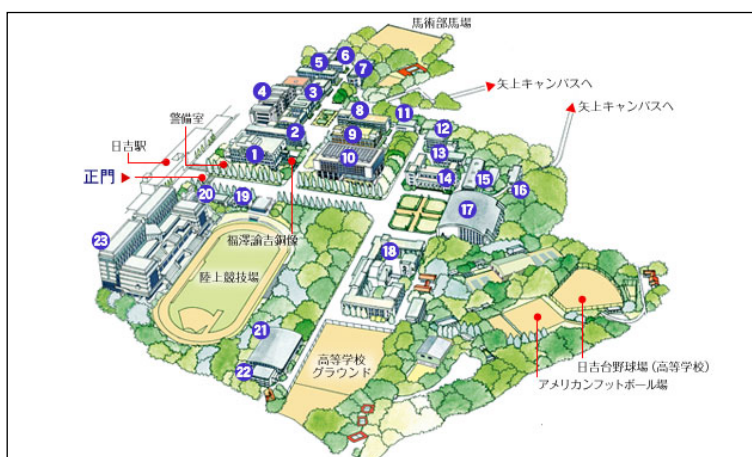 馬術部馬場
6
5
7
矢上キャンパスへ
4
3
矢上キャンパスへ
8
11
警備室
2
9
12
日吉駅
1
10
13
正門
14
15
16
20
19
17
23
福澤諭吉銅像
18
陸上競技場
21
高等学校
グラウンド
22
日吉台野球場(高等学校)
アメリカンフットボール場